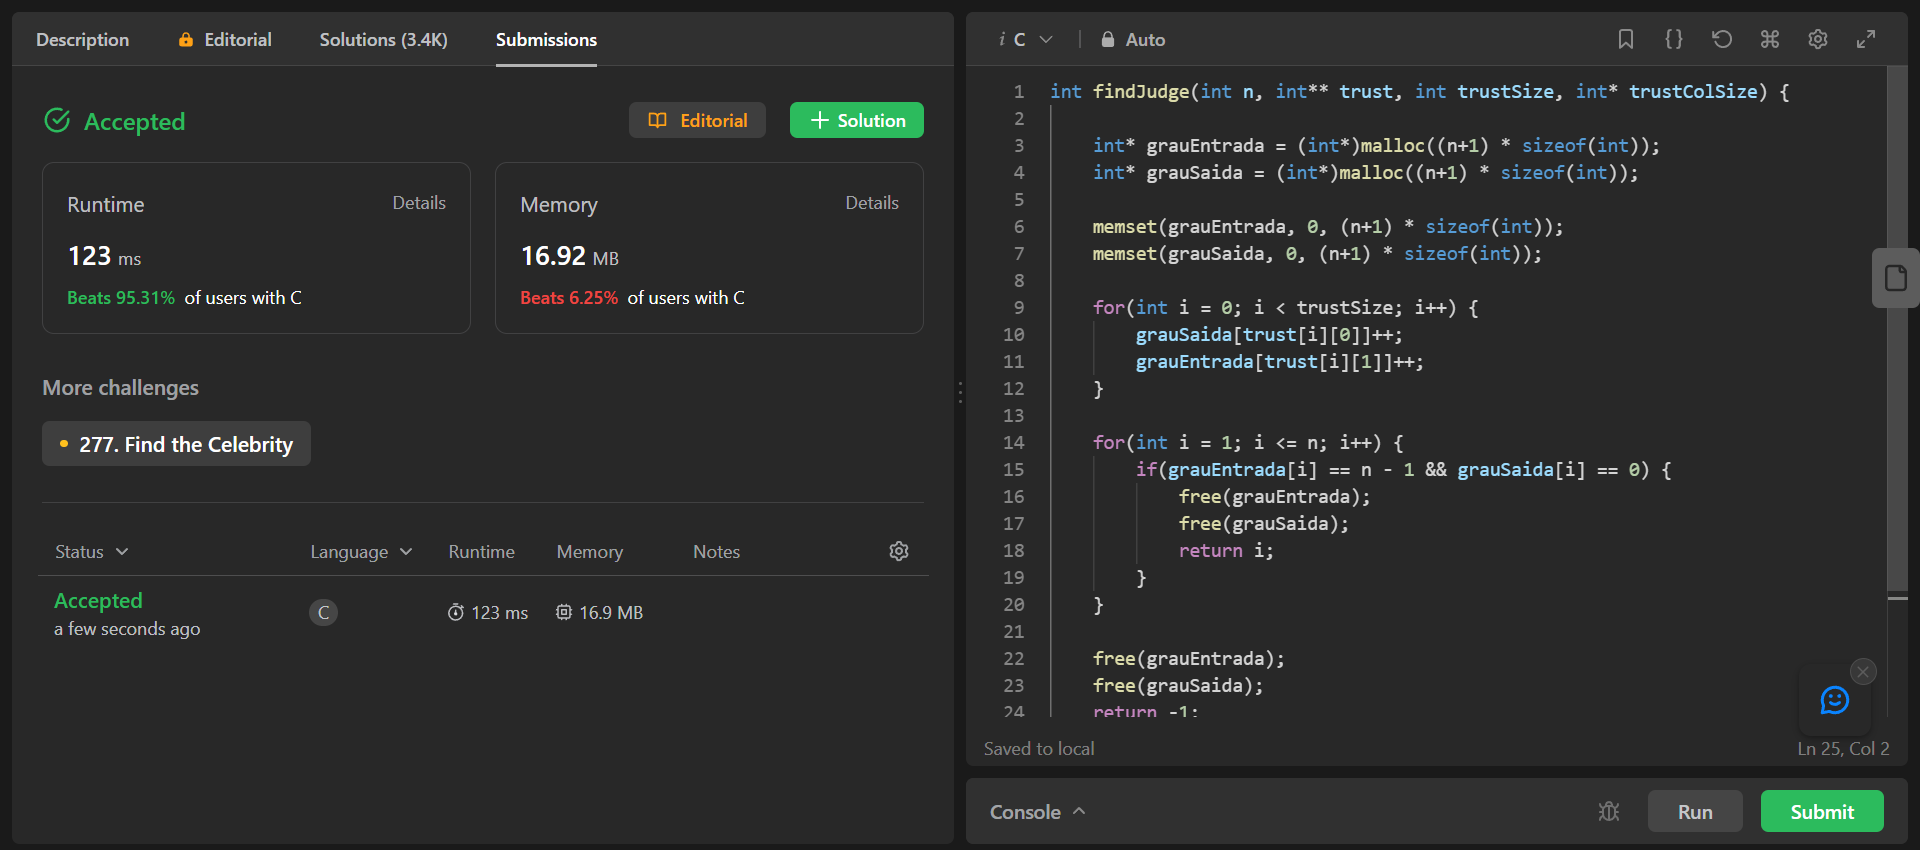 Description Editorial Solutions (3.4K) Submissions
Accepted Editorial + Solution
Runtime Details
123 ms
Beats 95.31% of users with C
Memory Details
16.92 MB
Beats 6.25% of users with C
More challenges
277. Find the Celebrity
Status Language Runtime Memory Notes
Accepted C 123 ms 16.9 MB
a few seconds ago
i C Auto
1 int findJudge(int n, int** trust, int trustSize, int* trustColSize) {
2
3 int* grauEntrada = (int*)malloc((n+1) * sizeof(int));
4 int* grauSaida = (int*)malloc((n+1) * sizeof(int));
5
6 memset(grauEntrada, 0, (n+1) * sizeof(int));
7 memset(grauSaida, 0, (n+1) * sizeof(int));
8
9 for(int i = 0; i < trustSize; i++) {
10 grauSaida[trust[i][0]]++;
11 grauEntrada[trust[i][1]]++;
12 }
13
14 for(int i = 1; i <= n; i++) {
15 if(grauEntrada[i] == n - 1 && grauSaida[i] == 0) {
16 free(grauEntrada);
17 free(grauSaida);
18 return i;
19 }
20 }
21
22 free(grauEntrada);
23 free(grauSaida);
24 return -1;
Saved to local Ln 25, Col 2
Console Run Submit